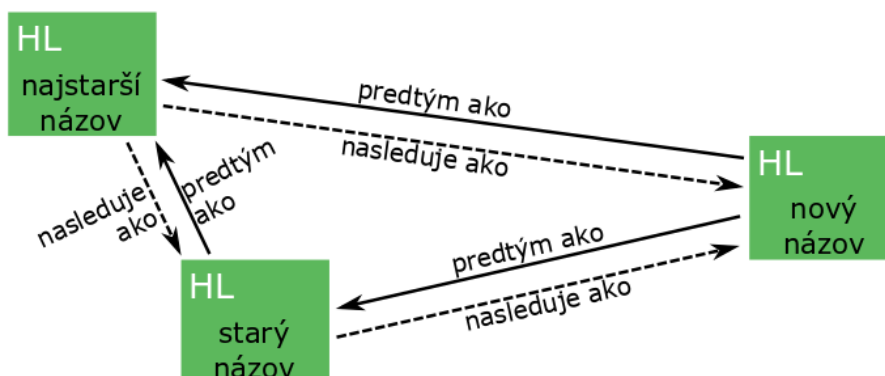 HL
najstarší
názov
predtým ako
nasleduje ako
HL
nový
názov
nasleduje
ako
predtým
ako
predtým ako
nasleduje ako
HL
starý
názov